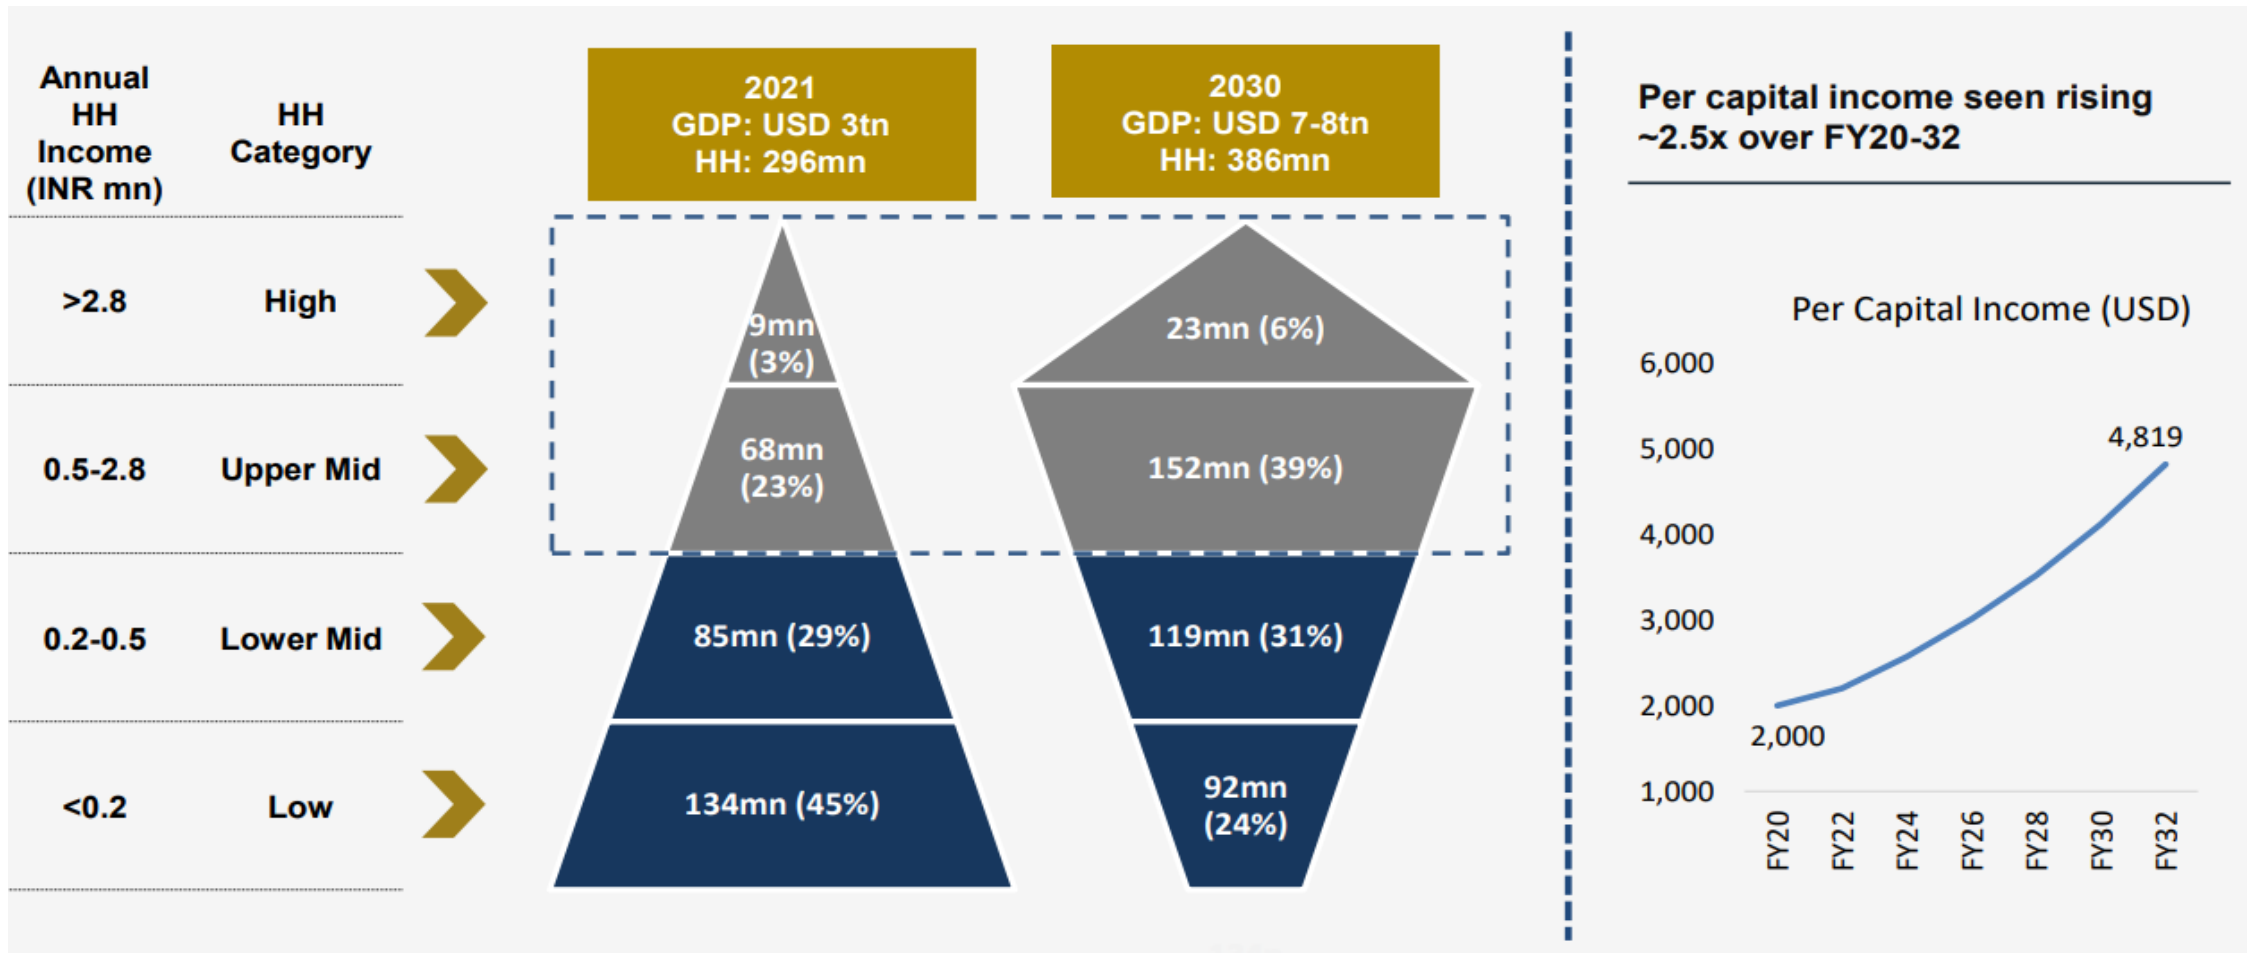 Annual
HH
Income
(INR mn)
HH
Category
2021
GDP: USD 3tn
HH: 296mn
2030
GDP: USD 7-8tn
HH: 386mn
>2.8
High
9mn
(3%)
23mn (6%)
0.5-2.8
Upper Mid
68mn
(23%)
152mn (39%)
0.2-0.5
Lower Mid
85mn (29%)
119mn (31%)
<0.2
Low
134mn (45%)
92mn
(24%)
Per capital income seen rising
~2.5x over FY20-32
Per Capital Income (USD)
6,000
5,000
4,000
3,000
2,000
1,000
4,819
2,000
FY20
FY22
FY24
FY26
FY28
FY30
FY32